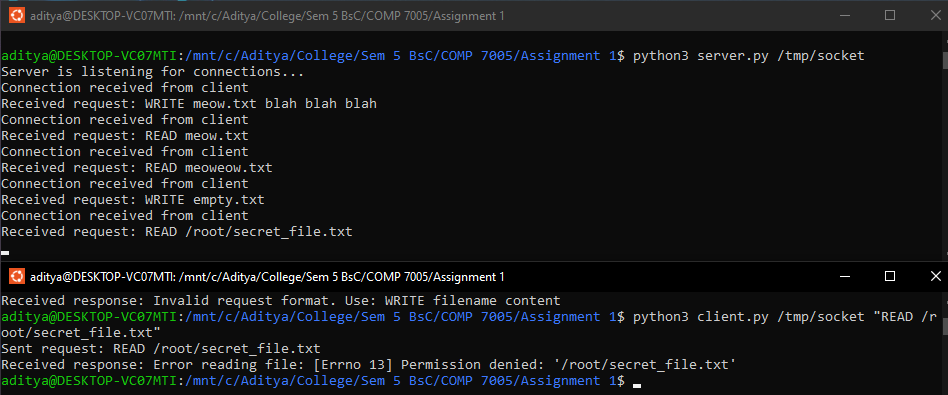 aditya@DESKTOP-VC07MTI: /mnt/c/Aditya/College/Sem 5 BsC/COMP 7005/Assignment 1
aditya@DESKTOP-VC07MTI:/mnt/c/Aditya/College/Sem 5 BsC/COMP 7005/Assignment 1$ python3 server.py /tmp/socket
Server is listening for connections...
Connection received from client
Received request: WRITE meow.txt blah blah blah
Connection received from client
Received request: READ meow.txt
Connection received from client
Received request: READ meoweow.txt
Connection received from client
Received request: WRITE empty.txt
Connection received from client
Received request: READ /root/secret_file.txt
aditya@DESKTOP-VC07MTI: /mnt/c/Aditya/College/Sem 5 BsC/COMP 7005/Assignment 1
Received response: Invalid request format. Use: WRITE filename content
aditya@DESKTOP-VC07MTI:/mnt/c/Aditya/College/Sem 5 BsC/COMP 7005/Assignment 1$ python3 client.py /tmp/socket "READ /r
oot/secret_file.txt"
Sent request: READ /root/secret_file.txt
Received response: Error reading file: [Errno 13] Permission denied: '/root/secret_file.txt'
aditya@DESKTOP-VC07MTI:/mnt/c/Aditya/College/Sem 5 BsC/COMP 7005/Assignment 1$